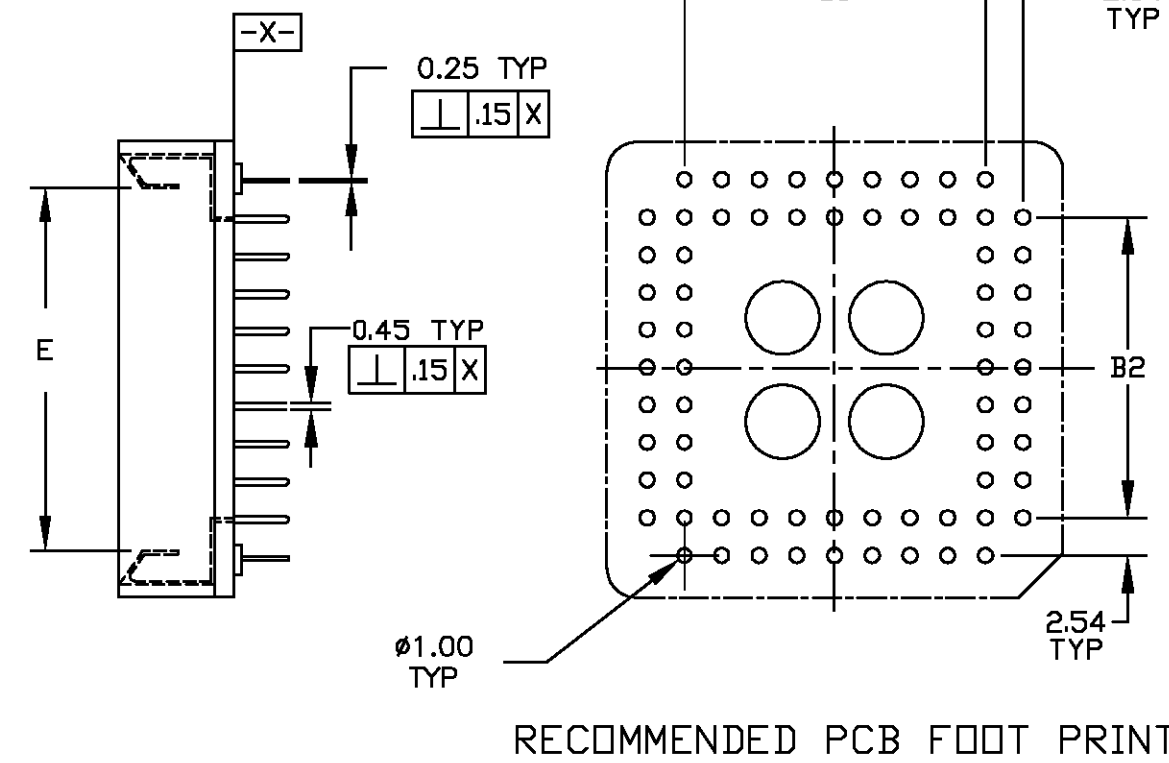 -X-
TYP
0.25 TYP
⊥ .15 X
0.45 TYP
⊥ .15 X
E
B2
2.54
TYP
ø1.00
TYP
RECOMMENDED PCB FOOT PRINT